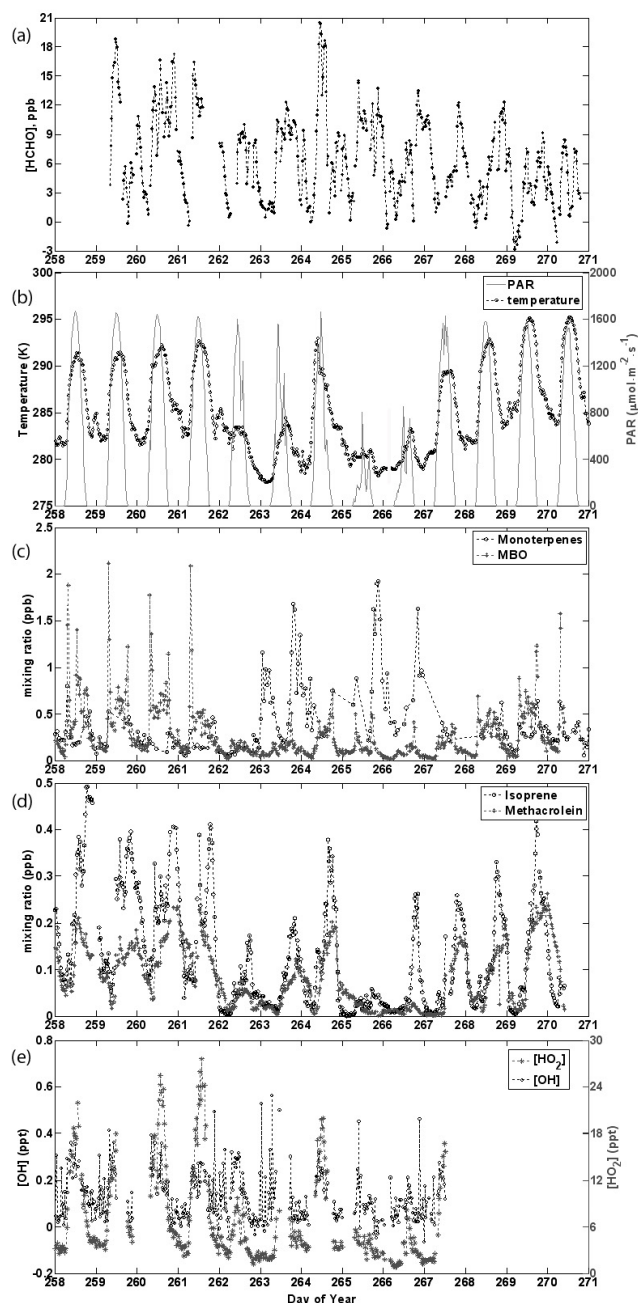 (a)
21
18
15
12
9
6
3
0
-3
[HCHO], ppb
258 259 260 261 262 263 264 265 266 267 268 269 270 271
(b)
300
295
290
285
280
275
Temperature (K)
PAR
temperature
2000
1600
1200
800
400
0
PAR (μmol·m⁻²·s⁻¹)
258 259 260 261 262 263 264 265 266 267 268 269 270 271
(c)
2.5
2
1.5
1
0.5
0
mixing ratio (ppb)
Monoterpenes
MBO
258 259 260 261 262 263 264 265 266 267 268 269 270 271
(d)
0.5
0.4
0.3
0.2
0.1
0
mixing ratio (ppb)
Isoprene
Methacrolein
258 259 260 261 262 263 264 265 266 267 268 269 270 271
(e)
0.8
0.6
0.4
0.2
0
-0.2
[OH] (ppt)
[HO₂]
[OH]
30
24
18
12
6
0
[HO₂] (ppt)
258 259 260 261 262 263 264 265 266 267 268 269 270 271
Day of Year